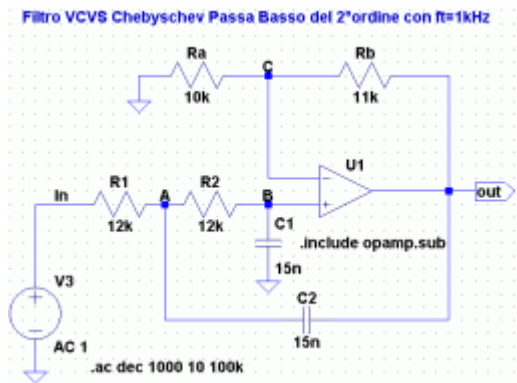 Filtro VCVS Chebyschev Passa Basso del 2°ordine con ft=1kHz
Ra
C
Rb
10k
11k
U1
In
R1
A
R2
B
out
12k
12k
C1
.include opamp.sub
15n
V3
C2
15n
AC 1
.ac dec 1000 10 100k